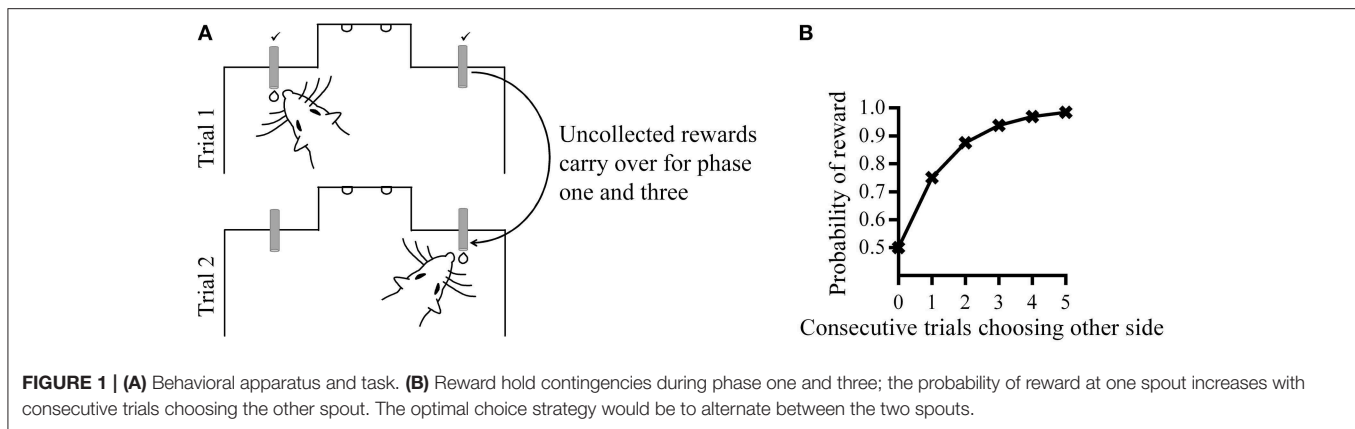 A
✓ ✓
Trial 1
Uncollected rewards
carry over for phase
one and three
Trial 2
B
Probability of reward
1.0
0.9
0.8
0.7
0.6
0.5
0 1 2 3 4 5
Consecutive trials choosing other side
FIGURE 1 | (A) Behavioral apparatus and task. (B) Reward hold contingencies during phase one and three; the probability of reward at one spout increases with
consecutive trials choosing the other spout. The optimal choice strategy would be to alternate between the two spouts.